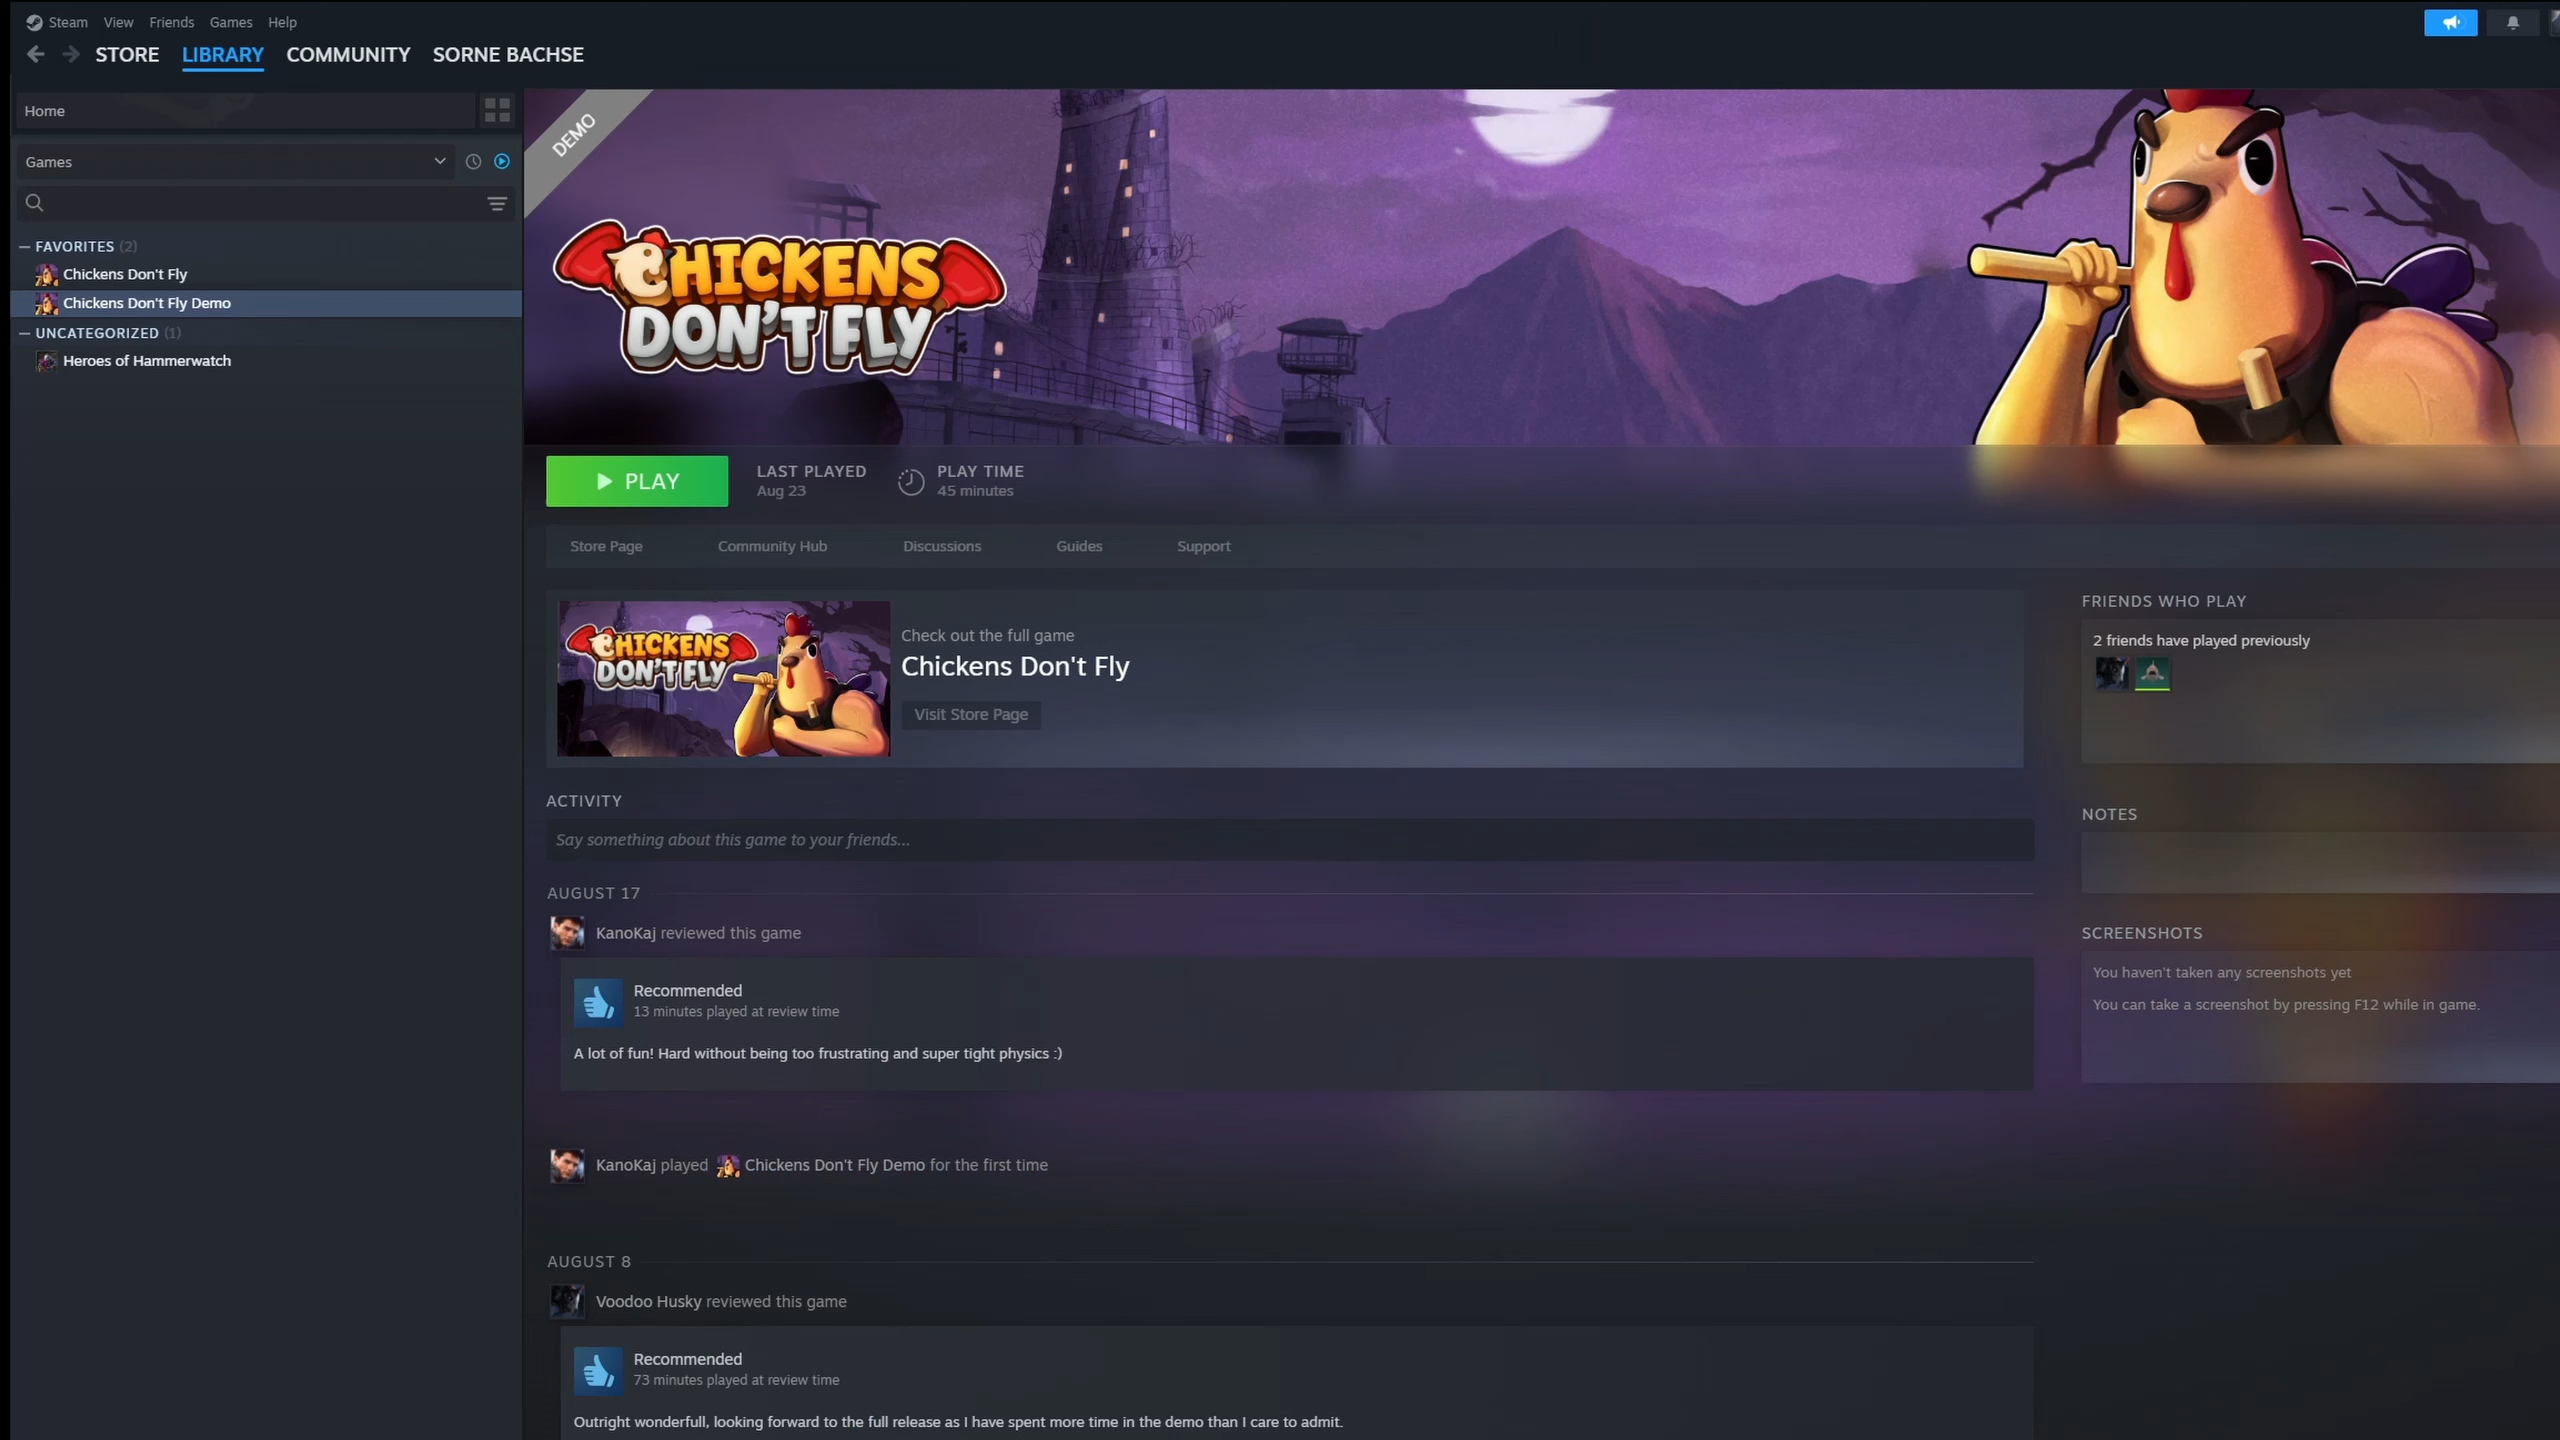 Steam View Friends Games Help
STORE LIBRARY COMMUNITY SORNE BACHSE
Home
Games
FAVORITES (2)
Chickens Don't Fly
Chickens Don't Fly Demo
UNCATEGORIZED (1)
Heroes of Hammerwatch
DEMO
CHICKENS
DON'T FLY
PLAY
LAST PLAYED
Aug 23
PLAY TIME
45 minutes
Store Page Community Hub Discussions Guides Support
CHICKENS
DON'T FLY
Check out the full game
Chickens Don't Fly
Visit Store Page
ACTIVITY
Say something about this game to your friends...
AUGUST 17
KanoKaj reviewed this game
Recommended
13 minutes played at review time
A lot of fun! Hard without being too frustrating and super tight physics :)
KanoKaj played Chickens Don't Fly Demo for the first time
AUGUST 8
Voodoo Husky reviewed this game
Recommended
73 minutes played at review time
Outright wonderfull, looking forward to the full release as I have spent more time in the demo than I care to admit.
FRIENDS WHO PLAY
2 friends have played previously
NOTES
SCREENSHOTS
You haven't taken any screenshots yet
You can take a screenshot by pressing F12 while in game.